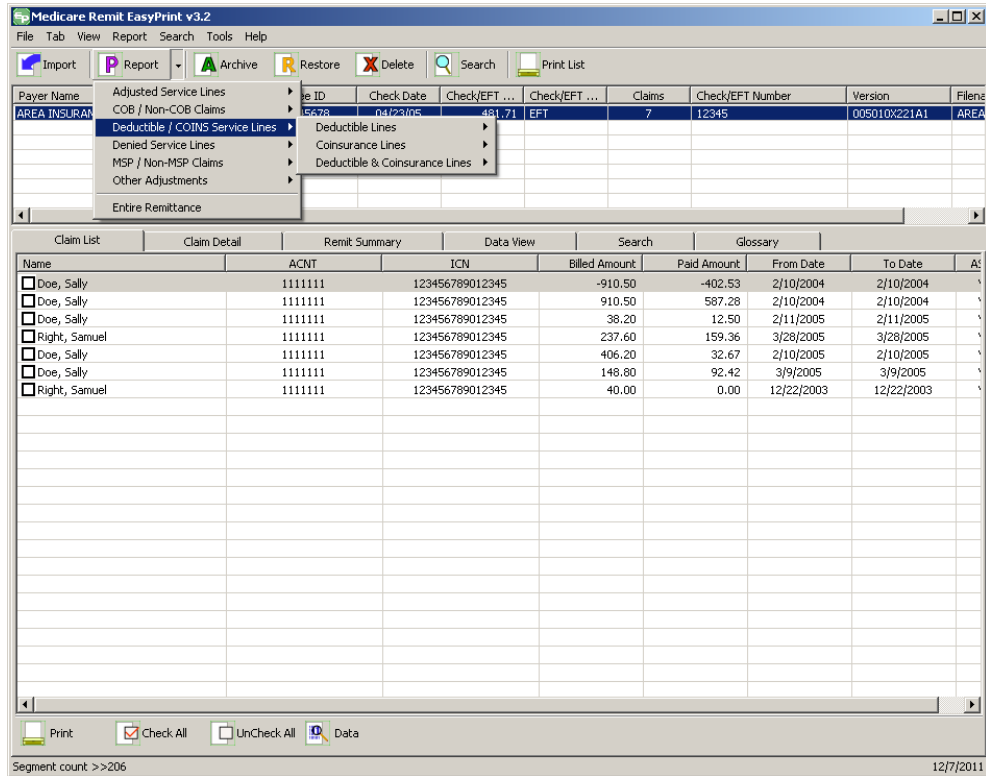 Medicare Remit EasyPrint v3.2
File Tab View Report Search Tools Help
Import Report Archive Restore Delete Search Print List
Payer Name ee ID Check Date Check/EFT ... Check/EFT ... Claims Check/EFT Number Version Filena
AREA INSURAN 5678 04/23/05 481.71 EFT 7 12345 005010X221A1 AREA
Adjusted Service Lines
COB / Non-COB Claims
Deductible / COINS Service Lines
Denied Service Lines
MSP / Non-MSP Claims
Other Adjustments
Entire Remittance
Deductible Lines
Coinsurance Lines
Deductible & Coinsurance Lines
Claim List Claim Detail Remit Summary Data View Search Glossary
Name ACNT ICN Billed Amount Paid Amount From Date To Date AS
Doe, Sally 1111111 123456789012345 -910.50 -402.53 2/10/2004 2/10/2004
Doe, Sally 1111111 123456789012345 910.50 587.28 2/10/2004 2/10/2004
Doe, Sally 1111111 123456789012345 38.20 12.50 2/11/2005 2/11/2005
Right, Samuel 1111111 123456789012345 237.60 159.36 3/28/2005 3/28/2005
Doe, Sally 1111111 123456789012345 406.20 32.67 2/10/2005 2/10/2005
Doe, Sally 1111111 123456789012345 148.80 92.42 3/9/2005 3/9/2005
Right, Samuel 1111111 123456789012345 40.00 0.00 12/22/2003 12/22/2003
Print Check All UnCheck All Data
Segment count >>206 12/7/2011